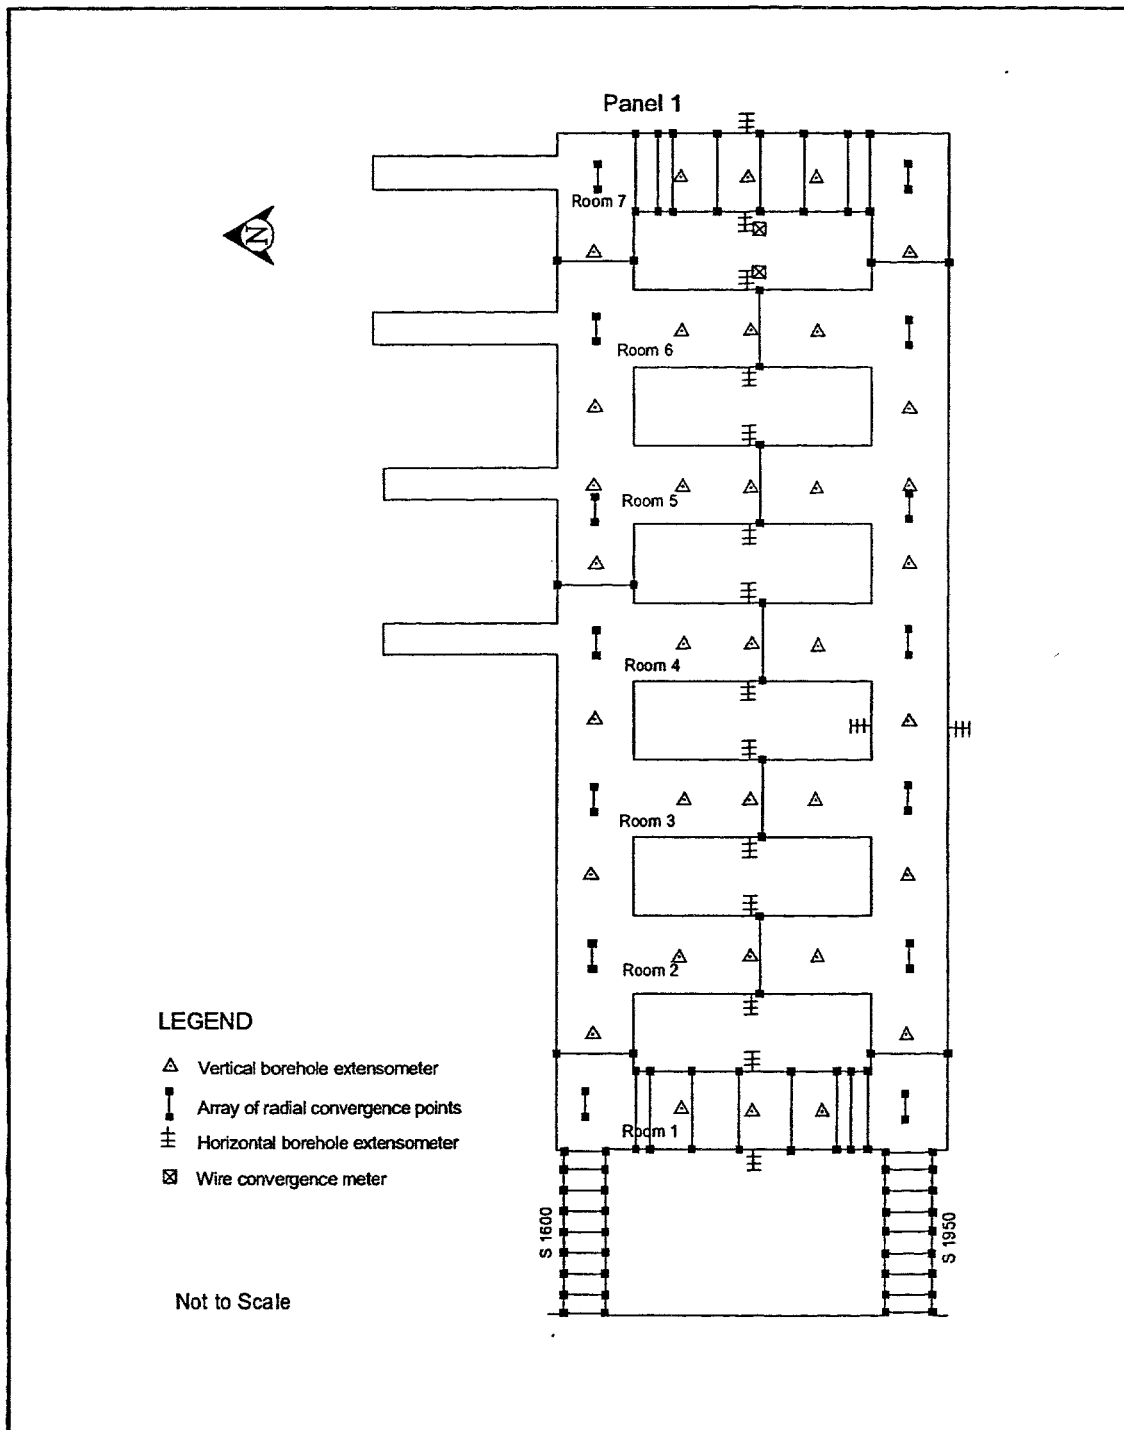 Panel 1
Room 7
N
Room 6
Room 5
Room 4
Room 3
Room 2
LEGEND
Vertical borehole extensometer
Array of radial convergence points
Room 1
Horizontal borehole extensometer
Wire convergence meter
S 1600
S 1950
Not to Scale